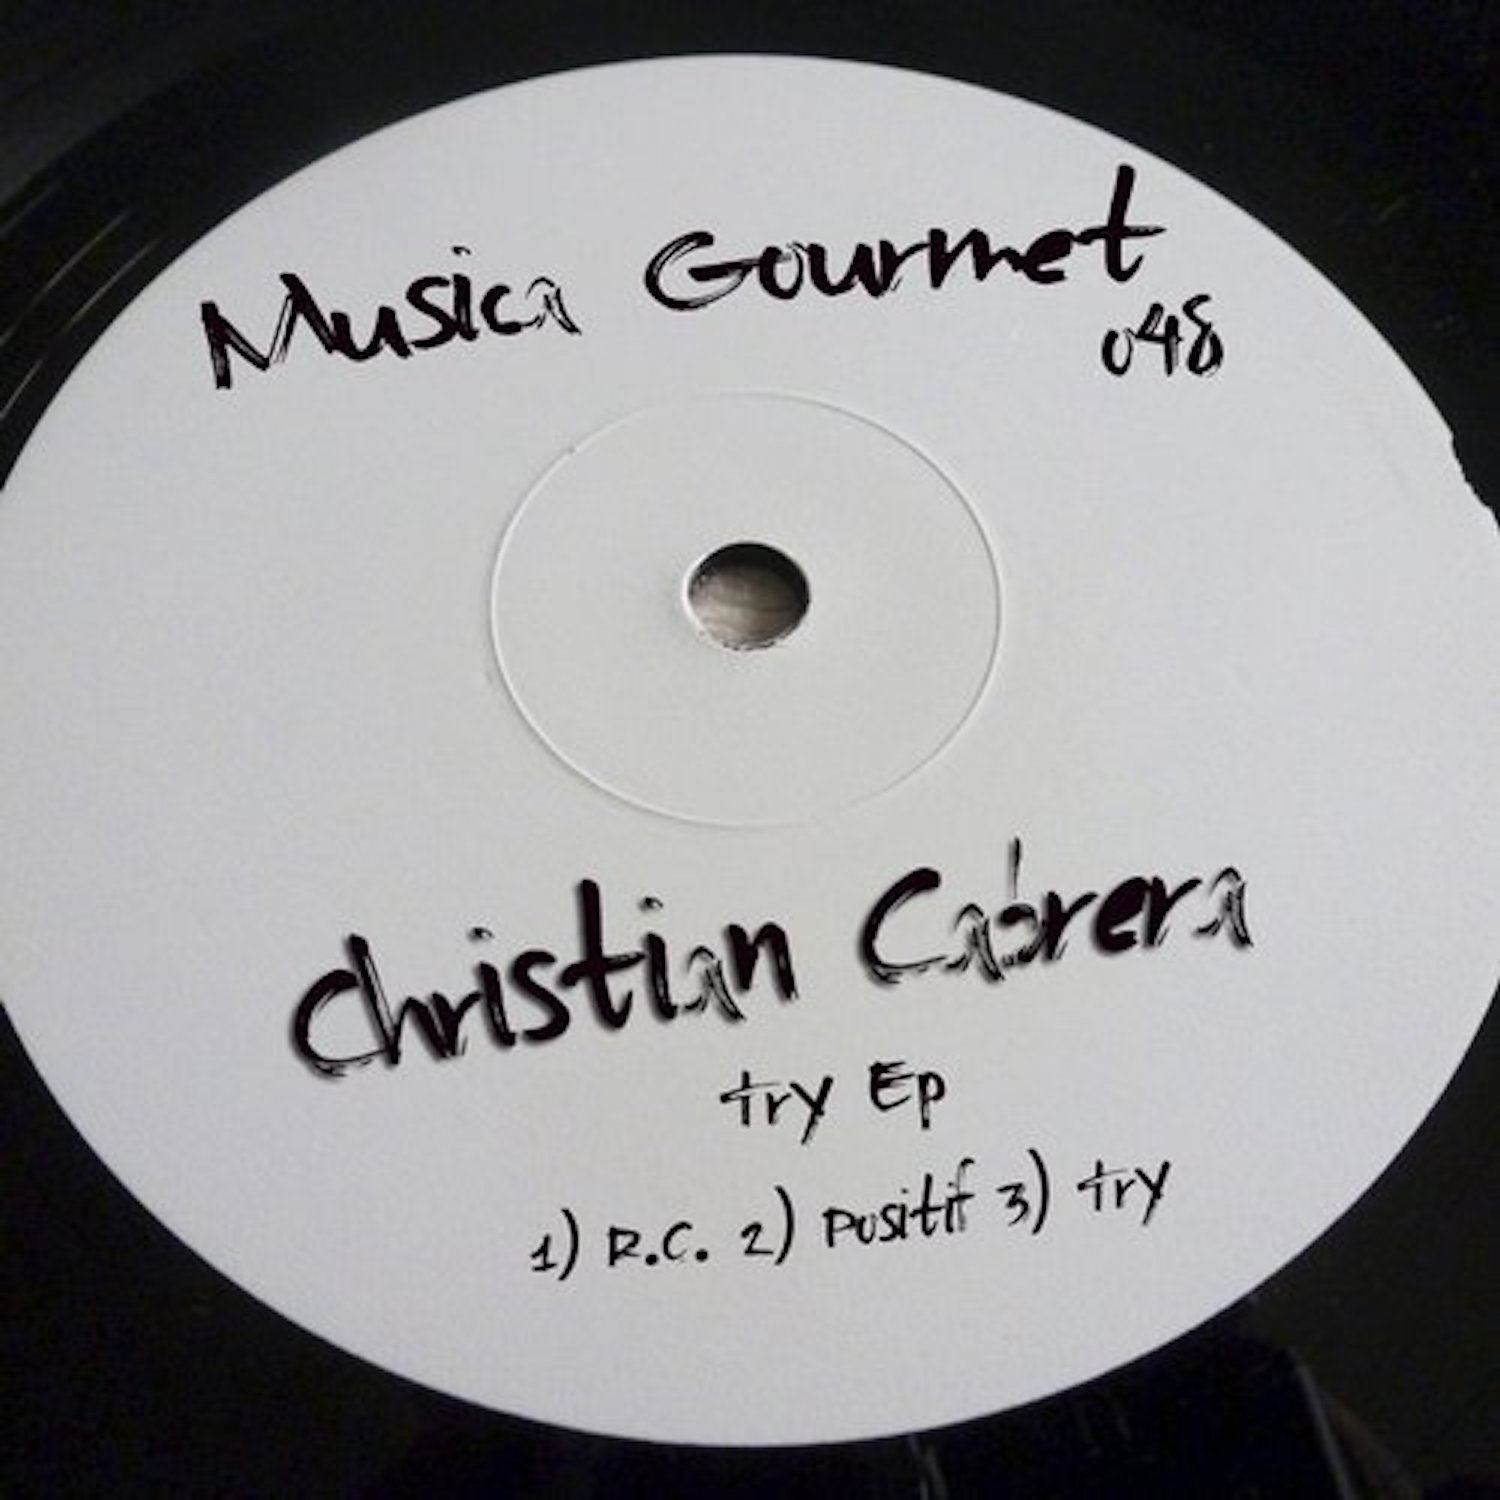 Musica Gourmet
048
Christian Cabrera
try Ep
1) R.C. 2) Positif 3) try